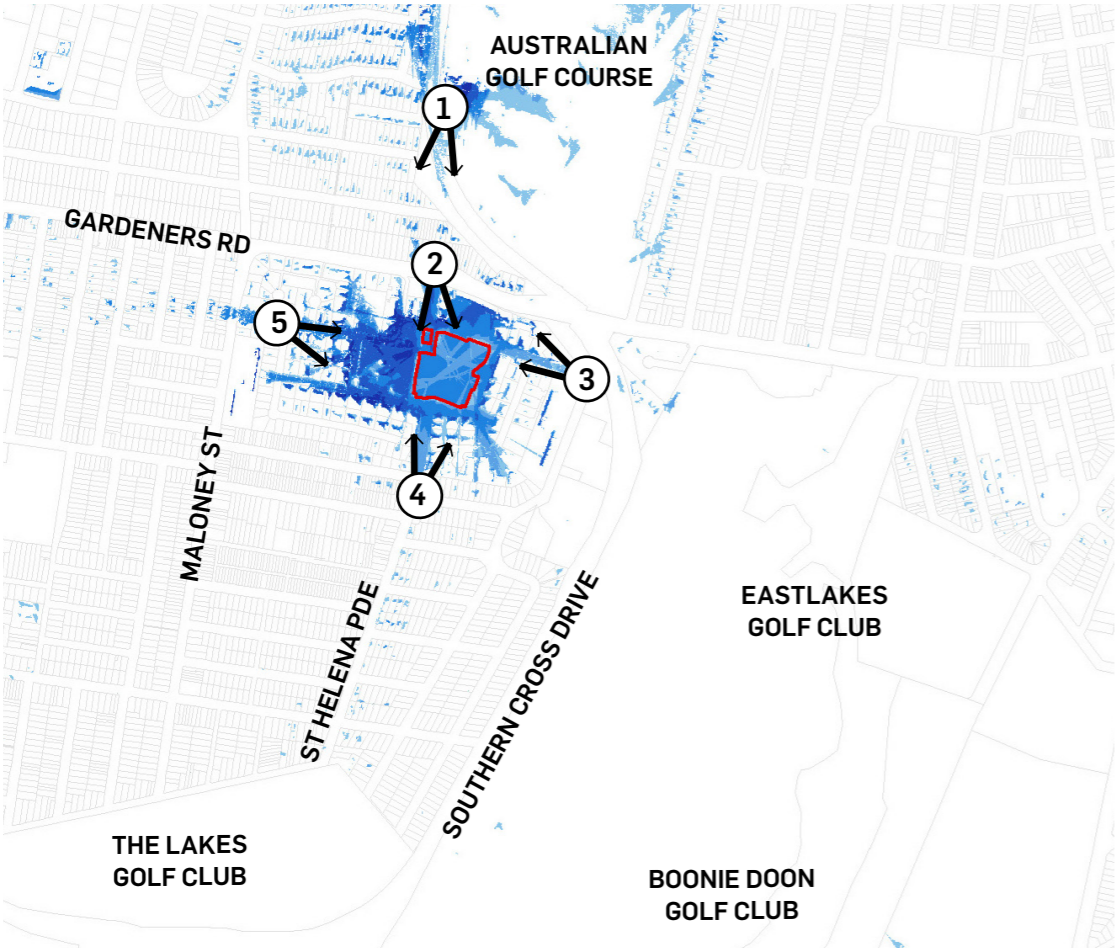 AUSTRALIAN
GOLF COURSE
1
GARDENERS RD
2
5
3
MALONEY ST
4
ST HELENA PDE
SOUTHERN CROSS DRIVE
EASTLAKES
GOLF CLUB
THE LAKES
GOLF CLUB
BOONIE DOON
GOLF CLUB